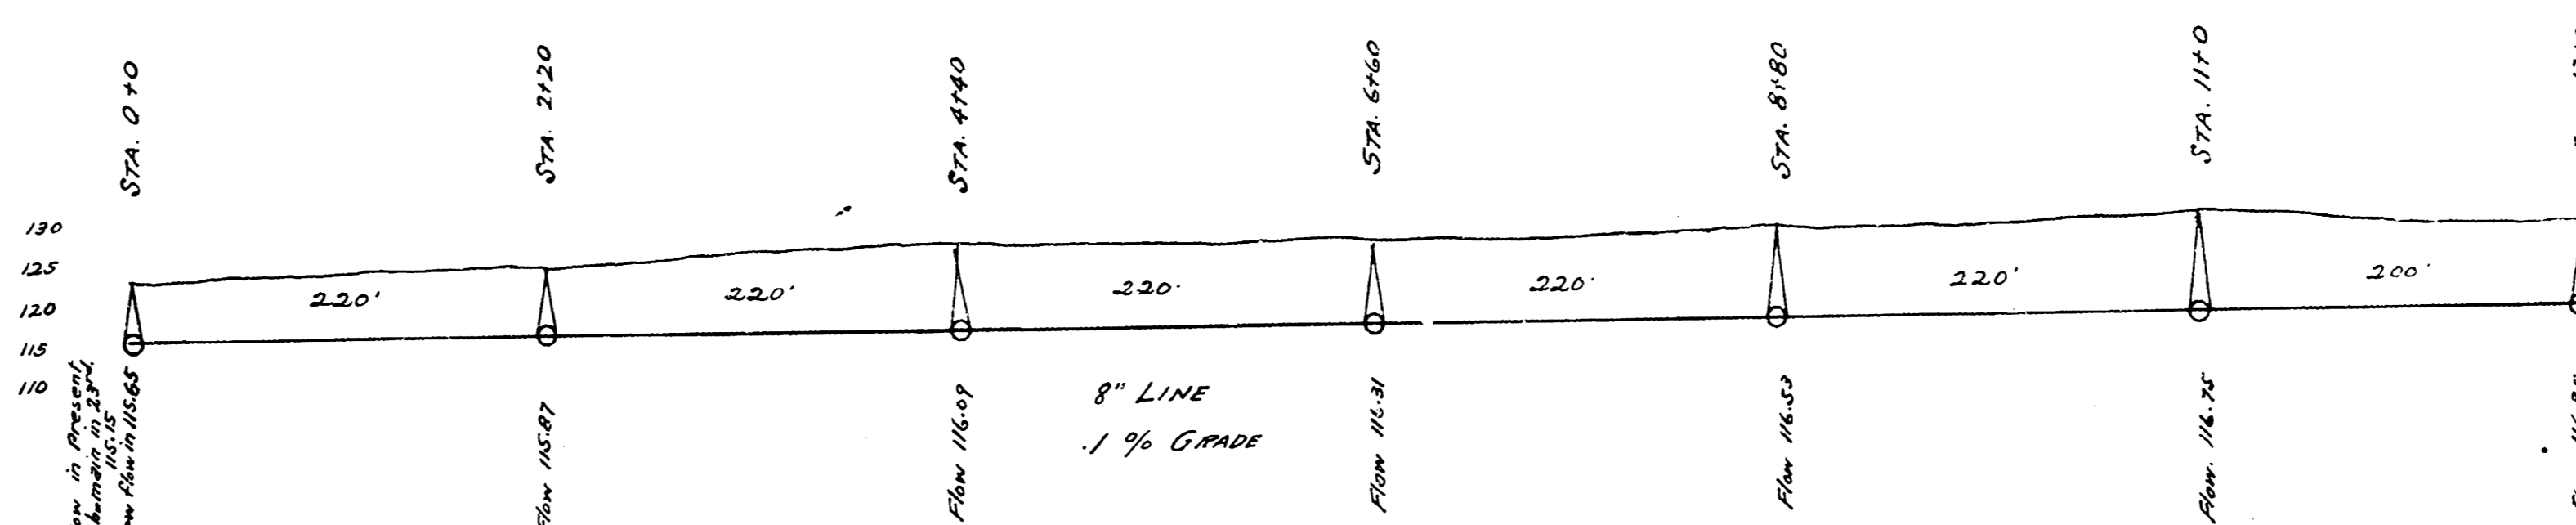 STA. 0+0
STA. 2+20
STA. 4+40
STA. 6+60
STA. 8+80
STA. 11+0
130
125
120
115
110
220'
220'
220'
220'
220'
200'
in Present
in 23rd.
115.15
flow in 115.65
Flow 115.87
Flow 116.09
8" LINE
.1 % GRADE
Flow 116.31
Flow 116.53
Flow. 116.75